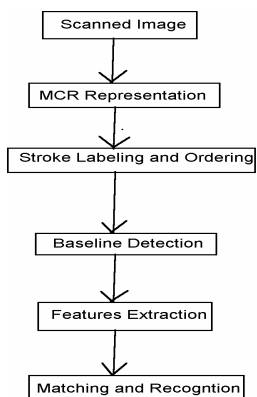 Scanned Image
MCR Representation
Stroke Labeling and Ordering
Baseline Detection
Features Extraction
Matching and Recogntion